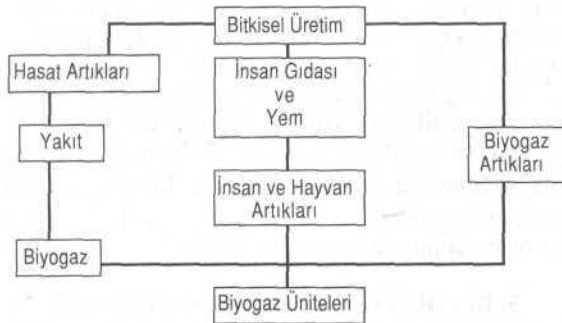 Bitkisel Üretim
Hasat Artıkları
İnsan Gıdası
ve
Yem
Yakıt
Biyogaz
Artıkları
İnsan ve Hayvan
Artıkları
Biyogaz
Biyogaz Üniteleri